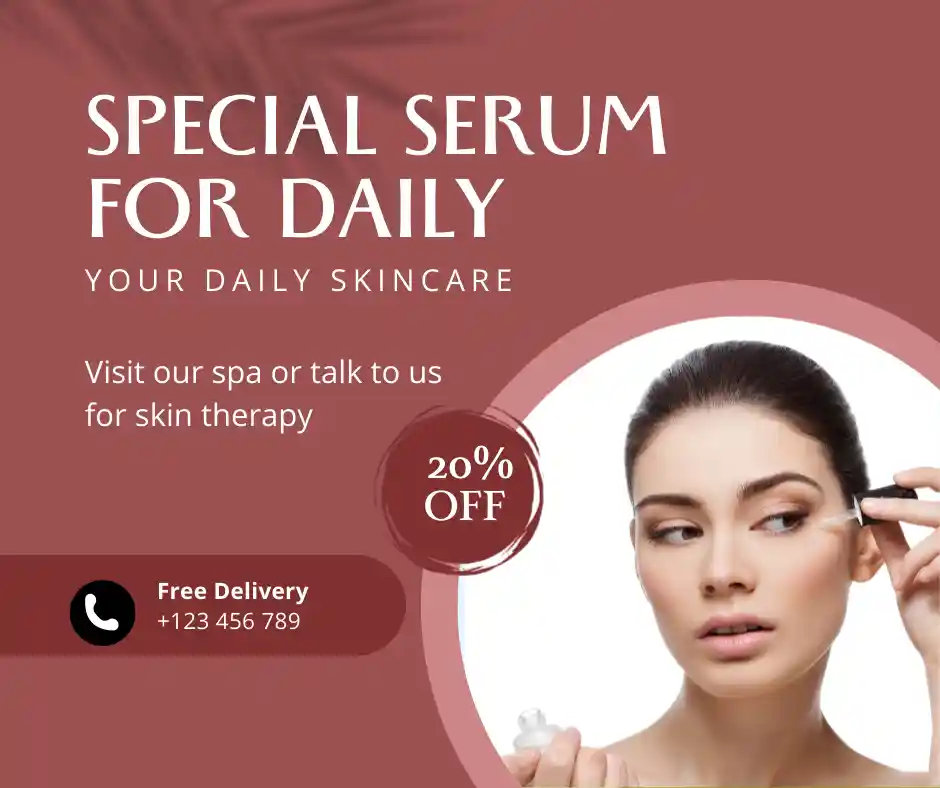 SPECIAL SERUM
FOR DAILY
YOUR DAILY SKINCARE
Visit our spa or talk to us
for skin therapy
20%
OFF
Free Delivery
+123 456 789